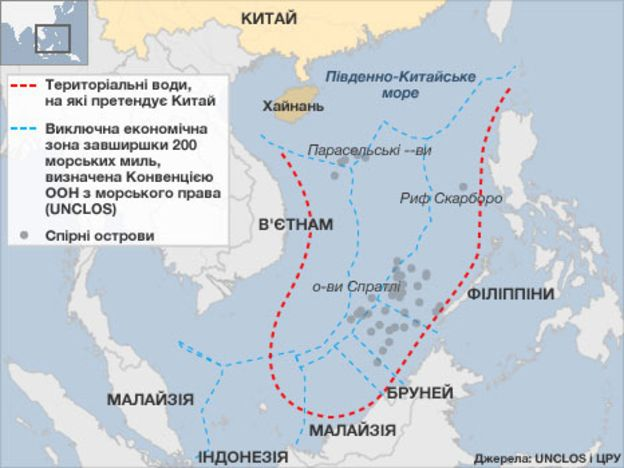 КИТАЙ
Територіальні води,
на які претендує Китай
Виключна економічна
зона завширшки 200
морських миль,
визначена Конвенцією
ООН з морського права
(UNCLOS)
Спірні острови
Південно-Китайське
море
Хайнань
Парасельські --ви
Риф Скарборо
В'ЄТНАМ
о-ви Спратлі
ФІЛІППІНИ
МАЛАЙЗІЯ
БРУНЕЙ
МАЛАЙЗІЯ
ІНДОНЕЗІЯ
Джерела: UNCLOS і ЦРУ